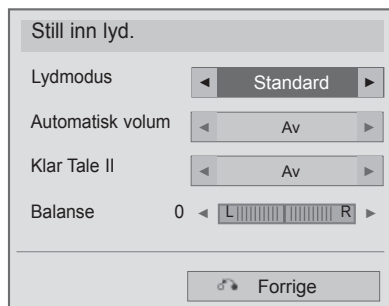 Still inn lyd.
Lydmodus ◄ Standard ►
Automatisk volum ◄ Av ►
Klar Tale II ◄ Av ►
Balanse 0 ◄ L R ►
Forrige